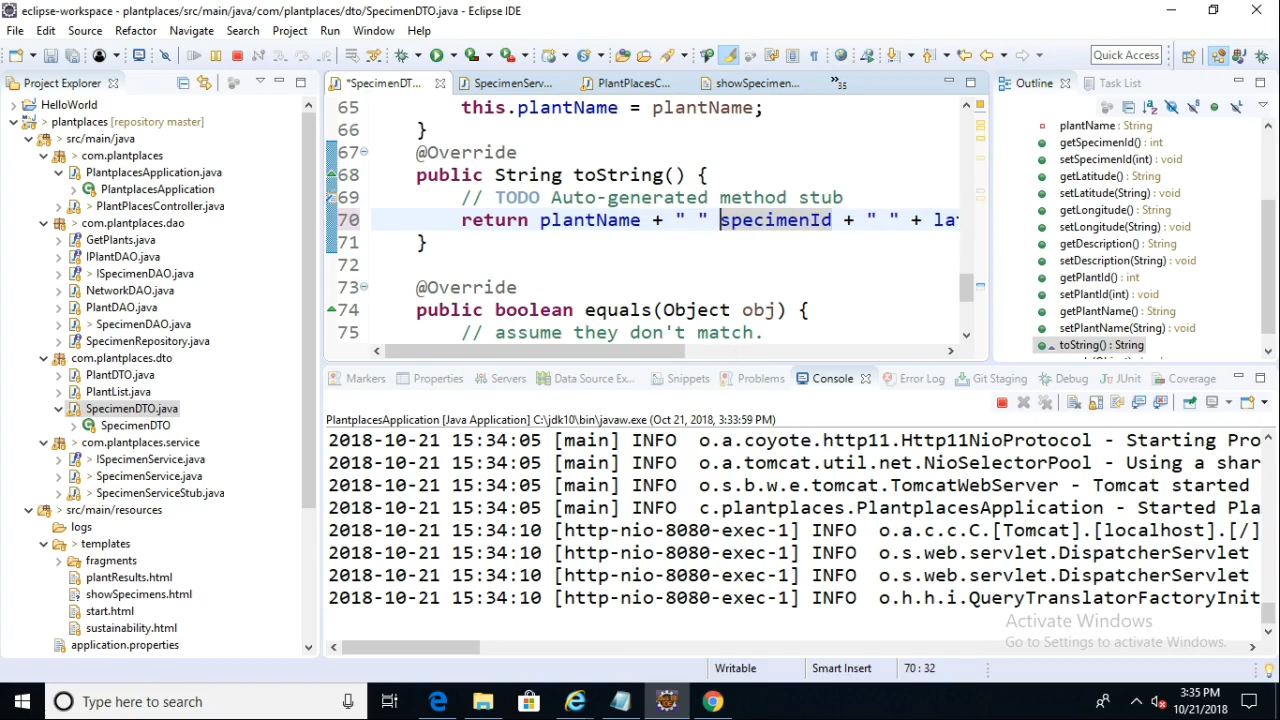 eclipse-workspace - plantplaces/src/main/java/com/plantplaces/dto/SpecimenDTO.java - Eclipse IDE
File Edit Source Refactor Navigate Search Project Run Window Help
Quick Access
Project Explorer
*SpecimenDT...
SpecimenServ...
PlantPlacesC...
showSpecimen...
»35
Outline
Task List
HelloWorld
> plantplaces [repository master]
> src/main/java
> com.plantplaces
PlantplacesApplication.java
PlantplacesApplication
> PlantPlacesController.java
> com.plantplaces.dao
GetPlants.java
IPlantDAO.java
> ISpecimenDAO.java
NetworkDAO.java
PlantDAO.java
> SpecimenDAO.java
SpecimenRepository.java
com.plantplaces.dto
PlantDTO.java
PlantList.java
SpecimenDTO.java
SpecimenDTO
> com.plantplaces.service
> ISpecimenService.java
> SpecimenService.java
> SpecimenServiceStub.java
> src/main/resources
logs
> templates
> fragments
plantResults.html
> showSpecimens.html
start.html
sustainability.html
application.properties
65 this.plantName = plantName;
66 }
67 @Override
68 public String toString() {
69 // TODO Auto-generated method stub
70 return plantName + " " specimenId + " " + lat
71 }
72
73 @Override
74 public boolean equals(Object obj) {
75 // assume they don't match.
plantName : String
getSpecimenId() : int
setSpecimenId(int) : void
getLatitude() : String
setLatitude(String) : void
getLongitude() : String
setLongitude(String) : void
getDescription() : String
setDescription(String) : void
getPlantId() : int
setPlantId(int) : void
getPlantName() : String
setPlantName(String) : void
toString() : String
Markers Properties Servers Data Source Ex... Snippets Problems Console Error Log Git Staging Debug JUnit Coverage
PlantplacesApplication [Java Application] C:\jdk10\bin\javaw.exe (Oct 21, 2018, 3:33:59 PM)
2018-10-21 15:34:05 [main] INFO o.a.coyote.http11.Http11NioProtocol - Starting Pro
2018-10-21 15:34:05 [main] INFO o.a.tomcat.util.net.NioSelectorPool - Using a shar
2018-10-21 15:34:05 [main] INFO o.s.b.w.e.tomcat.TomcatWebServer - Tomcat started
2018-10-21 15:34:05 [main] INFO c.plantplaces.PlantplacesApplication - Started Pla
2018-10-21 15:34:10 [http-nio-8080-exec-1] INFO o.a.c.c.C.[Tomcat].[localhost].[/]
2018-10-21 15:34:10 [http-nio-8080-exec-1] INFO o.s.web.servlet.DispatcherServlet
2018-10-21 15:34:10 [http-nio-8080-exec-1] INFO o.s.web.servlet.DispatcherServlet
2018-10-21 15:34:10 [http-nio-8080-exec-1] INFO o.h.h.i.QueryTranslatorFactoryInit
Activate Windows
Go to Settings to activate Windows.
Writable Smart Insert 70 : 32
Type here to search
3:35 PM
10/21/2018